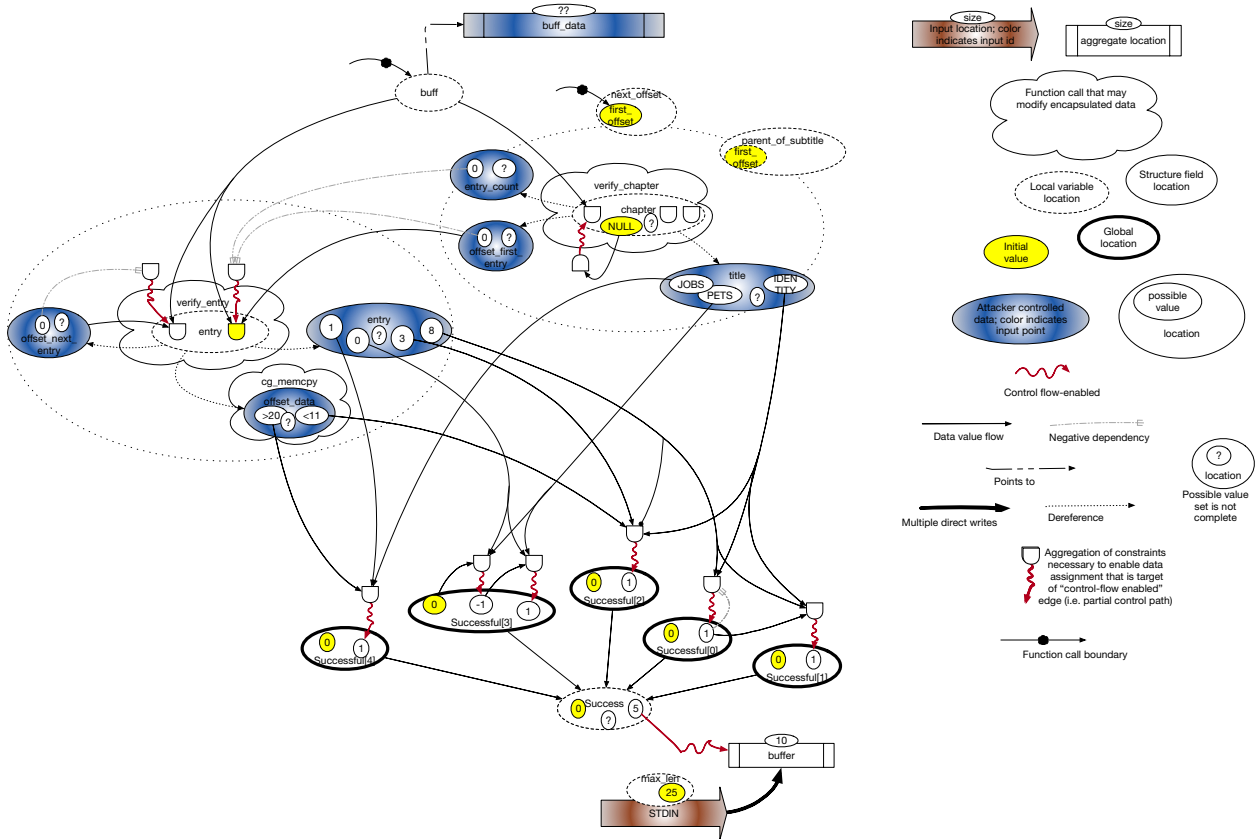 ??
buff_data
buff
next_offset
first_
offset
parent_of_subtitle
first_
offset
0
?
entry_count
verify_chapter
chapter
NULL
?
0
?
offset_first_
entry
title
JOBS
PETS
?
IDEN
TITY
verify_entry
entry
0
?
offset_next_
entry
entry
1
0
?
3
8
cg_memcpy
offset_data
>20
?
<11
0
1
Successful[4]
0
-1
1
Successful[3]
0
1
Successful[2]
0
1
Successful[0]
0
1
Successful[1]
Success
0
?
5
10
buffer
max_len
25
STDIN
size
Input location; color
indicates input id
size
aggregate location
Function call that may
modify encapsulated data
Local variable
location
Structure field
location
Initial
value
Global
location
Attacker controlled
data; color indicates
input point
possible
value
location
Control flow-enabled
Data value flow
Negative dependency
Points to
?
location
Possible value
set is not
complete
Multiple direct writes
Dereference
Aggregation of constraints
necessary to enable data
assignment that is target
of “control-flow enabled”
edge (i.e. partial control path)
Function call boundary